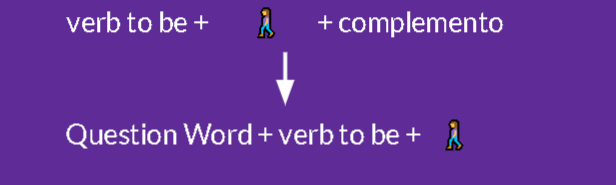 verb to be + + complemento
Question Word + verb to be +